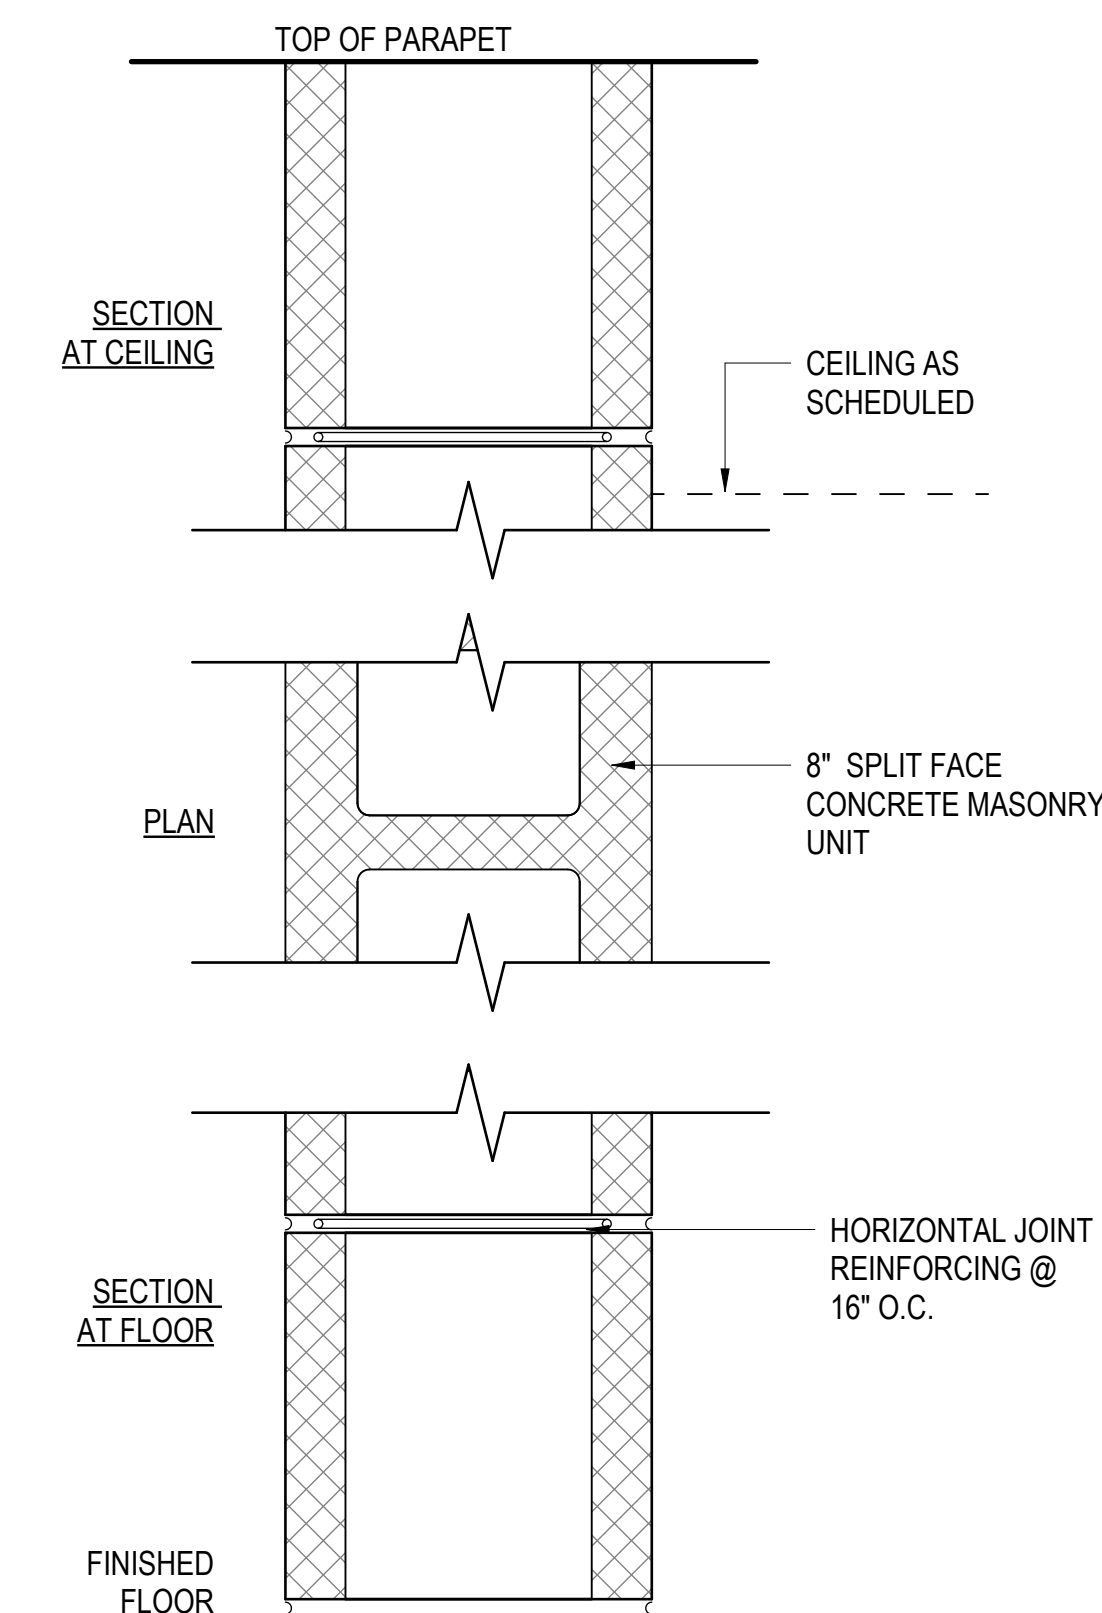 TOP OF PARAPET
SECTION
AT CEILING
CEILING AS
SCHEDULED
8" SPLIT FACE
CONCRETE MASONRY
UNIT
PLAN
HORIZONTAL JOINT
REINFORCING @
16" O.C.
SECTION
AT FLOOR
FINISHED
FLOOR